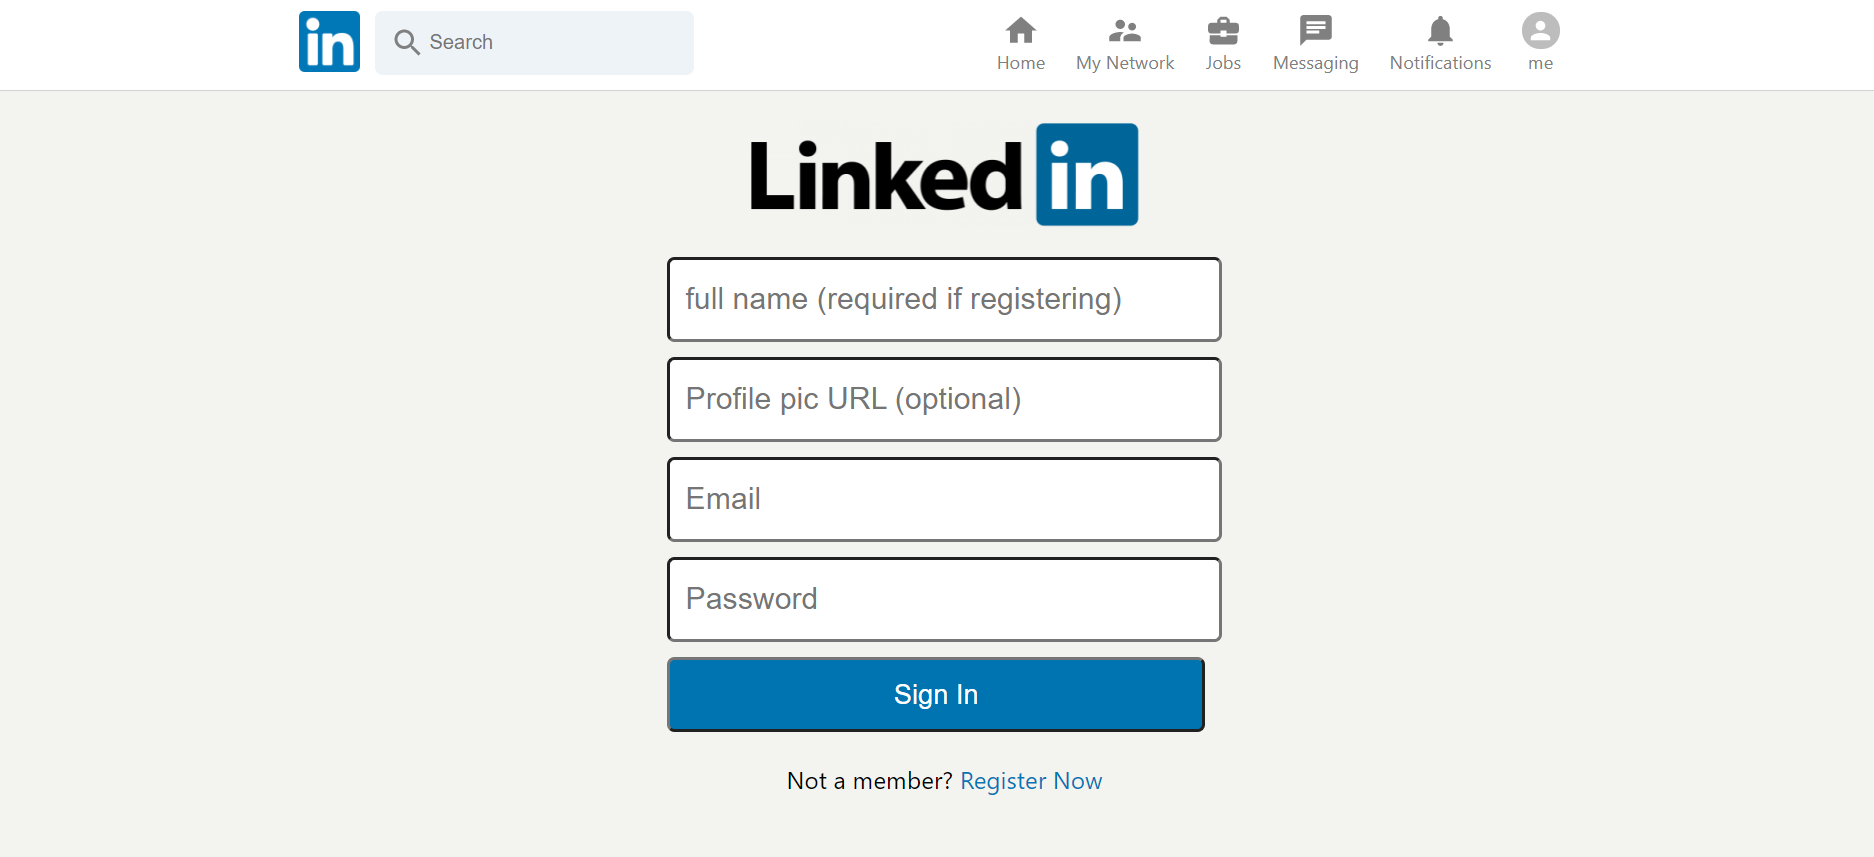 in
Search
Home
My Network
Jobs
Messaging
Notifications
me
Linked in
full name (required if registering)
Profile pic URL (optional)
Email
Password
Sign In
Not a member? Register Now